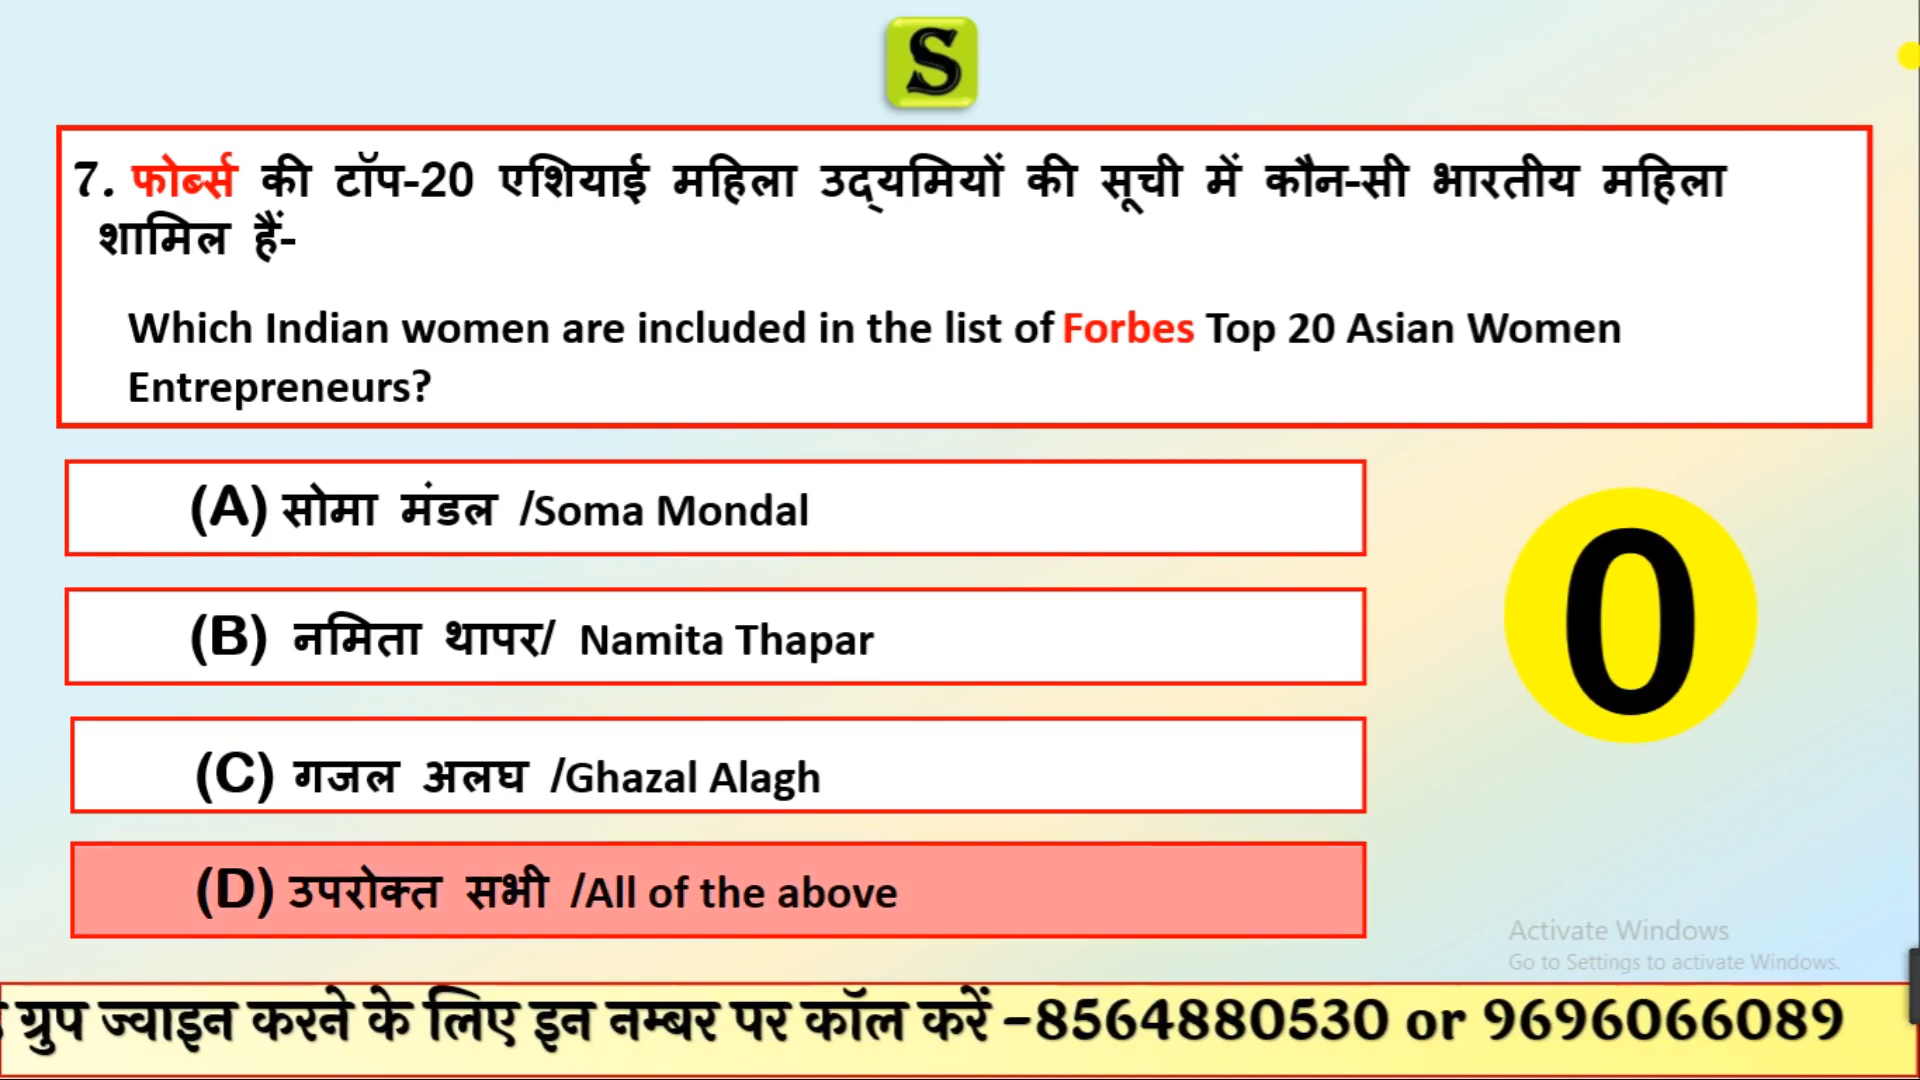 S
7. फोर्ब्स की टॉप-20 एशियाई महिला उद्यमियों की सूची में कौन-सी भारतीय महिला
शामिल हैं-
Which Indian women are included in the list of Forbes Top 20 Asian Women
Entrepreneurs?
(A) सोमा मंडल /Soma Mondal
(B) नमिता थापर/ Namita Thapar
0
(C) गजल अलघ /Ghazal Alagh
(D) उपरोक्त सभी /All of the above
Activate Windows
Go to Settings to activate Windows.
ग्रुप ज्वाइन करने के लिए इन नम्बर पर कॉल करें –8564880530 or 9696066089